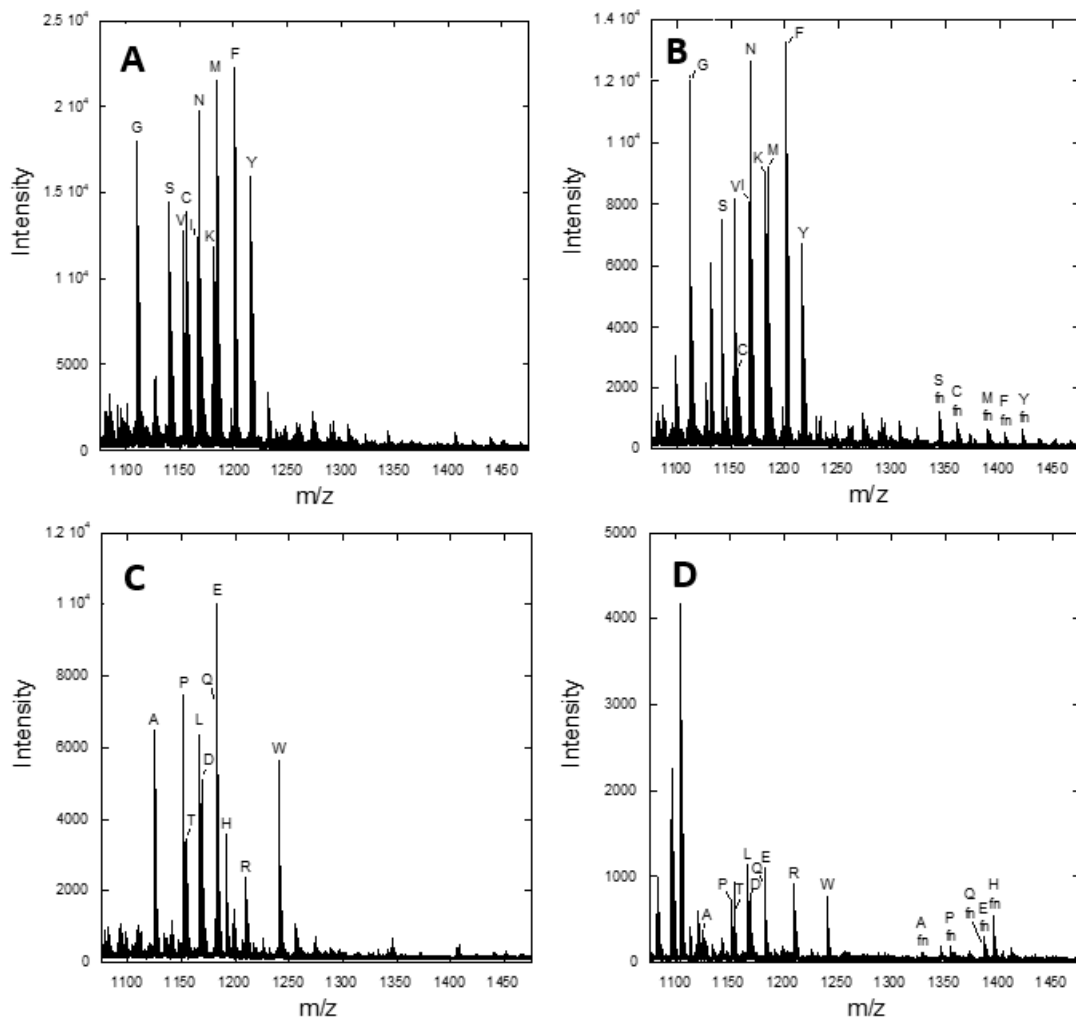 2.5 10⁴
A
F
M
N
2 10⁴
G
Y
S
C
1.5 10⁴
V
I
K
1 10⁴
5000
0
Intensity
1100 1150 1200 1250 1300 1350 1400 1450
m/z
1.4 10⁴
B
F
N
G
1.2 10⁴
1 10⁴
K M
V I
S
8000
Y
6000
4000
C
2000
S C M F Y
fn fn fn fn fn
0
Intensity
1100 1150 1200 1250 1300 1350 1400 1450
m/z
1.2 10⁴
C
E
1 10⁴
8000
P Q
A L
D
6000
W
T
4000
H
R
2000
0
Intensity
1100 1150 1200 1250 1300 1350 1400 1450
m/z
5000
D
4000
3000
2000
L
Q E
P T D R W
1000
A
Q E H
A P fn fn fn
fn fn
0
Intensity
1100 1150 1200 1250 1300 1350 1400 1450
m/z